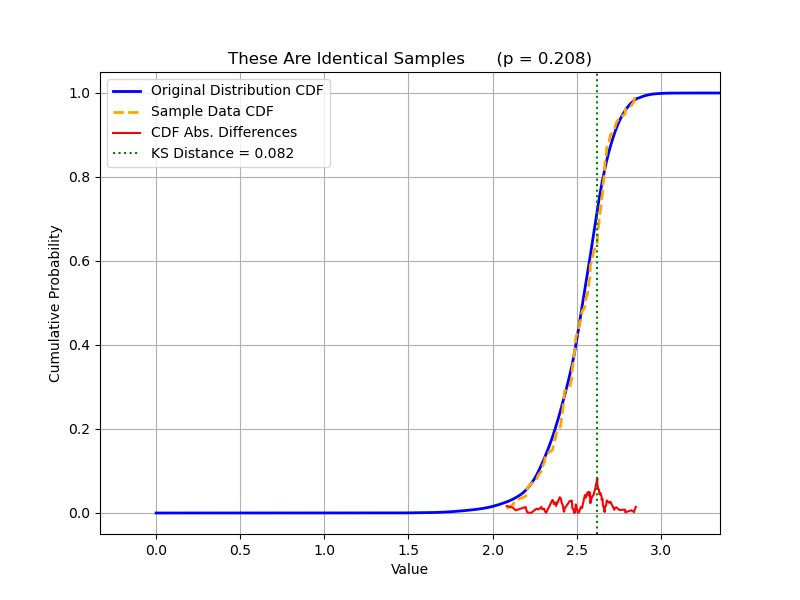 These Are Identical Samples      (p = 0.208)
Original Distribution CDF
Sample Data CDF
CDF Abs. Differences
KS Distance = 0.082
1.0
0.8
0.6
0.4
0.2
0.0
Cumulative Probability
0.0 0.5 1.0 1.5 2.0 2.5 3.0
Value